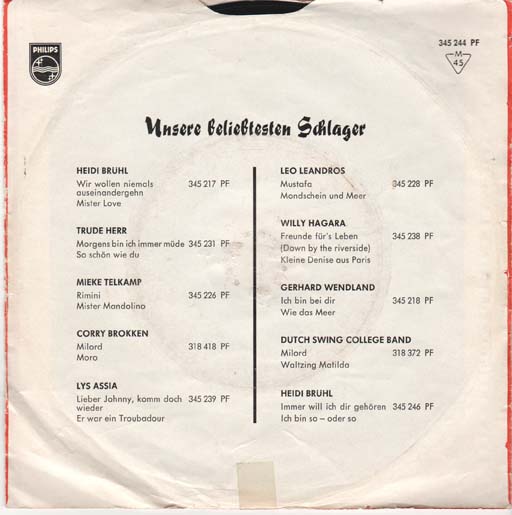 PHILIPS
345 244 PF
M
45
Unsere beliebtesten Schlager
HEIDI BRÜHL
Wir wollen niemals 345 217 PF
auseinandergehn
Mister Love
TRUDE HERR
Morgens bin ich immer müde 345 231 PF
So schön wie du
MIEKE TELKAMP
Rimini 345 226 PF
Mister Mandolino
CORRY BROKKEN
Milord 318 418 PF
Moro
LYS ASSIA
Lieber Johnny, komm doch 345 239 PF
wieder
Er war ein Troubadour
LEO LEANDROS
Mustafa 345 228 PF
Mondschein und Meer
WILLY HAGARA
Freunde für's Leben 345 238 PF
(Down by the riverside)
Kleine Denise aus Paris
GERHARD WENDLAND
Ich bin bei dir 345 218 PF
Wie das Meer
DUTCH SWING COLLEGE BAND
Milord 318 372 PF
Waltzing Matilda
HEIDI BRÜHL
Immer will ich dir gehören 345 246 PF
Ich bin so – oder so